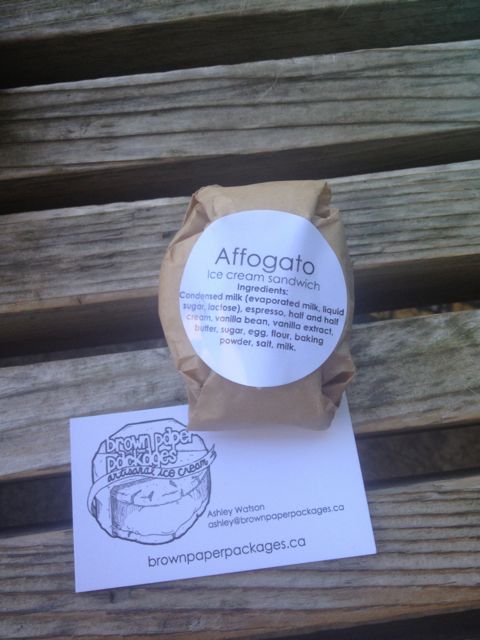 Affogato
Ice cream sandwich
Ingredients:
Condensed milk (evaporated milk, liquid
sugar, lactose), espresso, half and half
cream, vanilla bean, vanilla extract,
butter, sugar, egg, flour, baking
powder, salt, milk.
brown paper
packages
artisanal ice cream
Ashley Watson
ashley@brownpaperpackages.ca
brownpaperpackages.ca